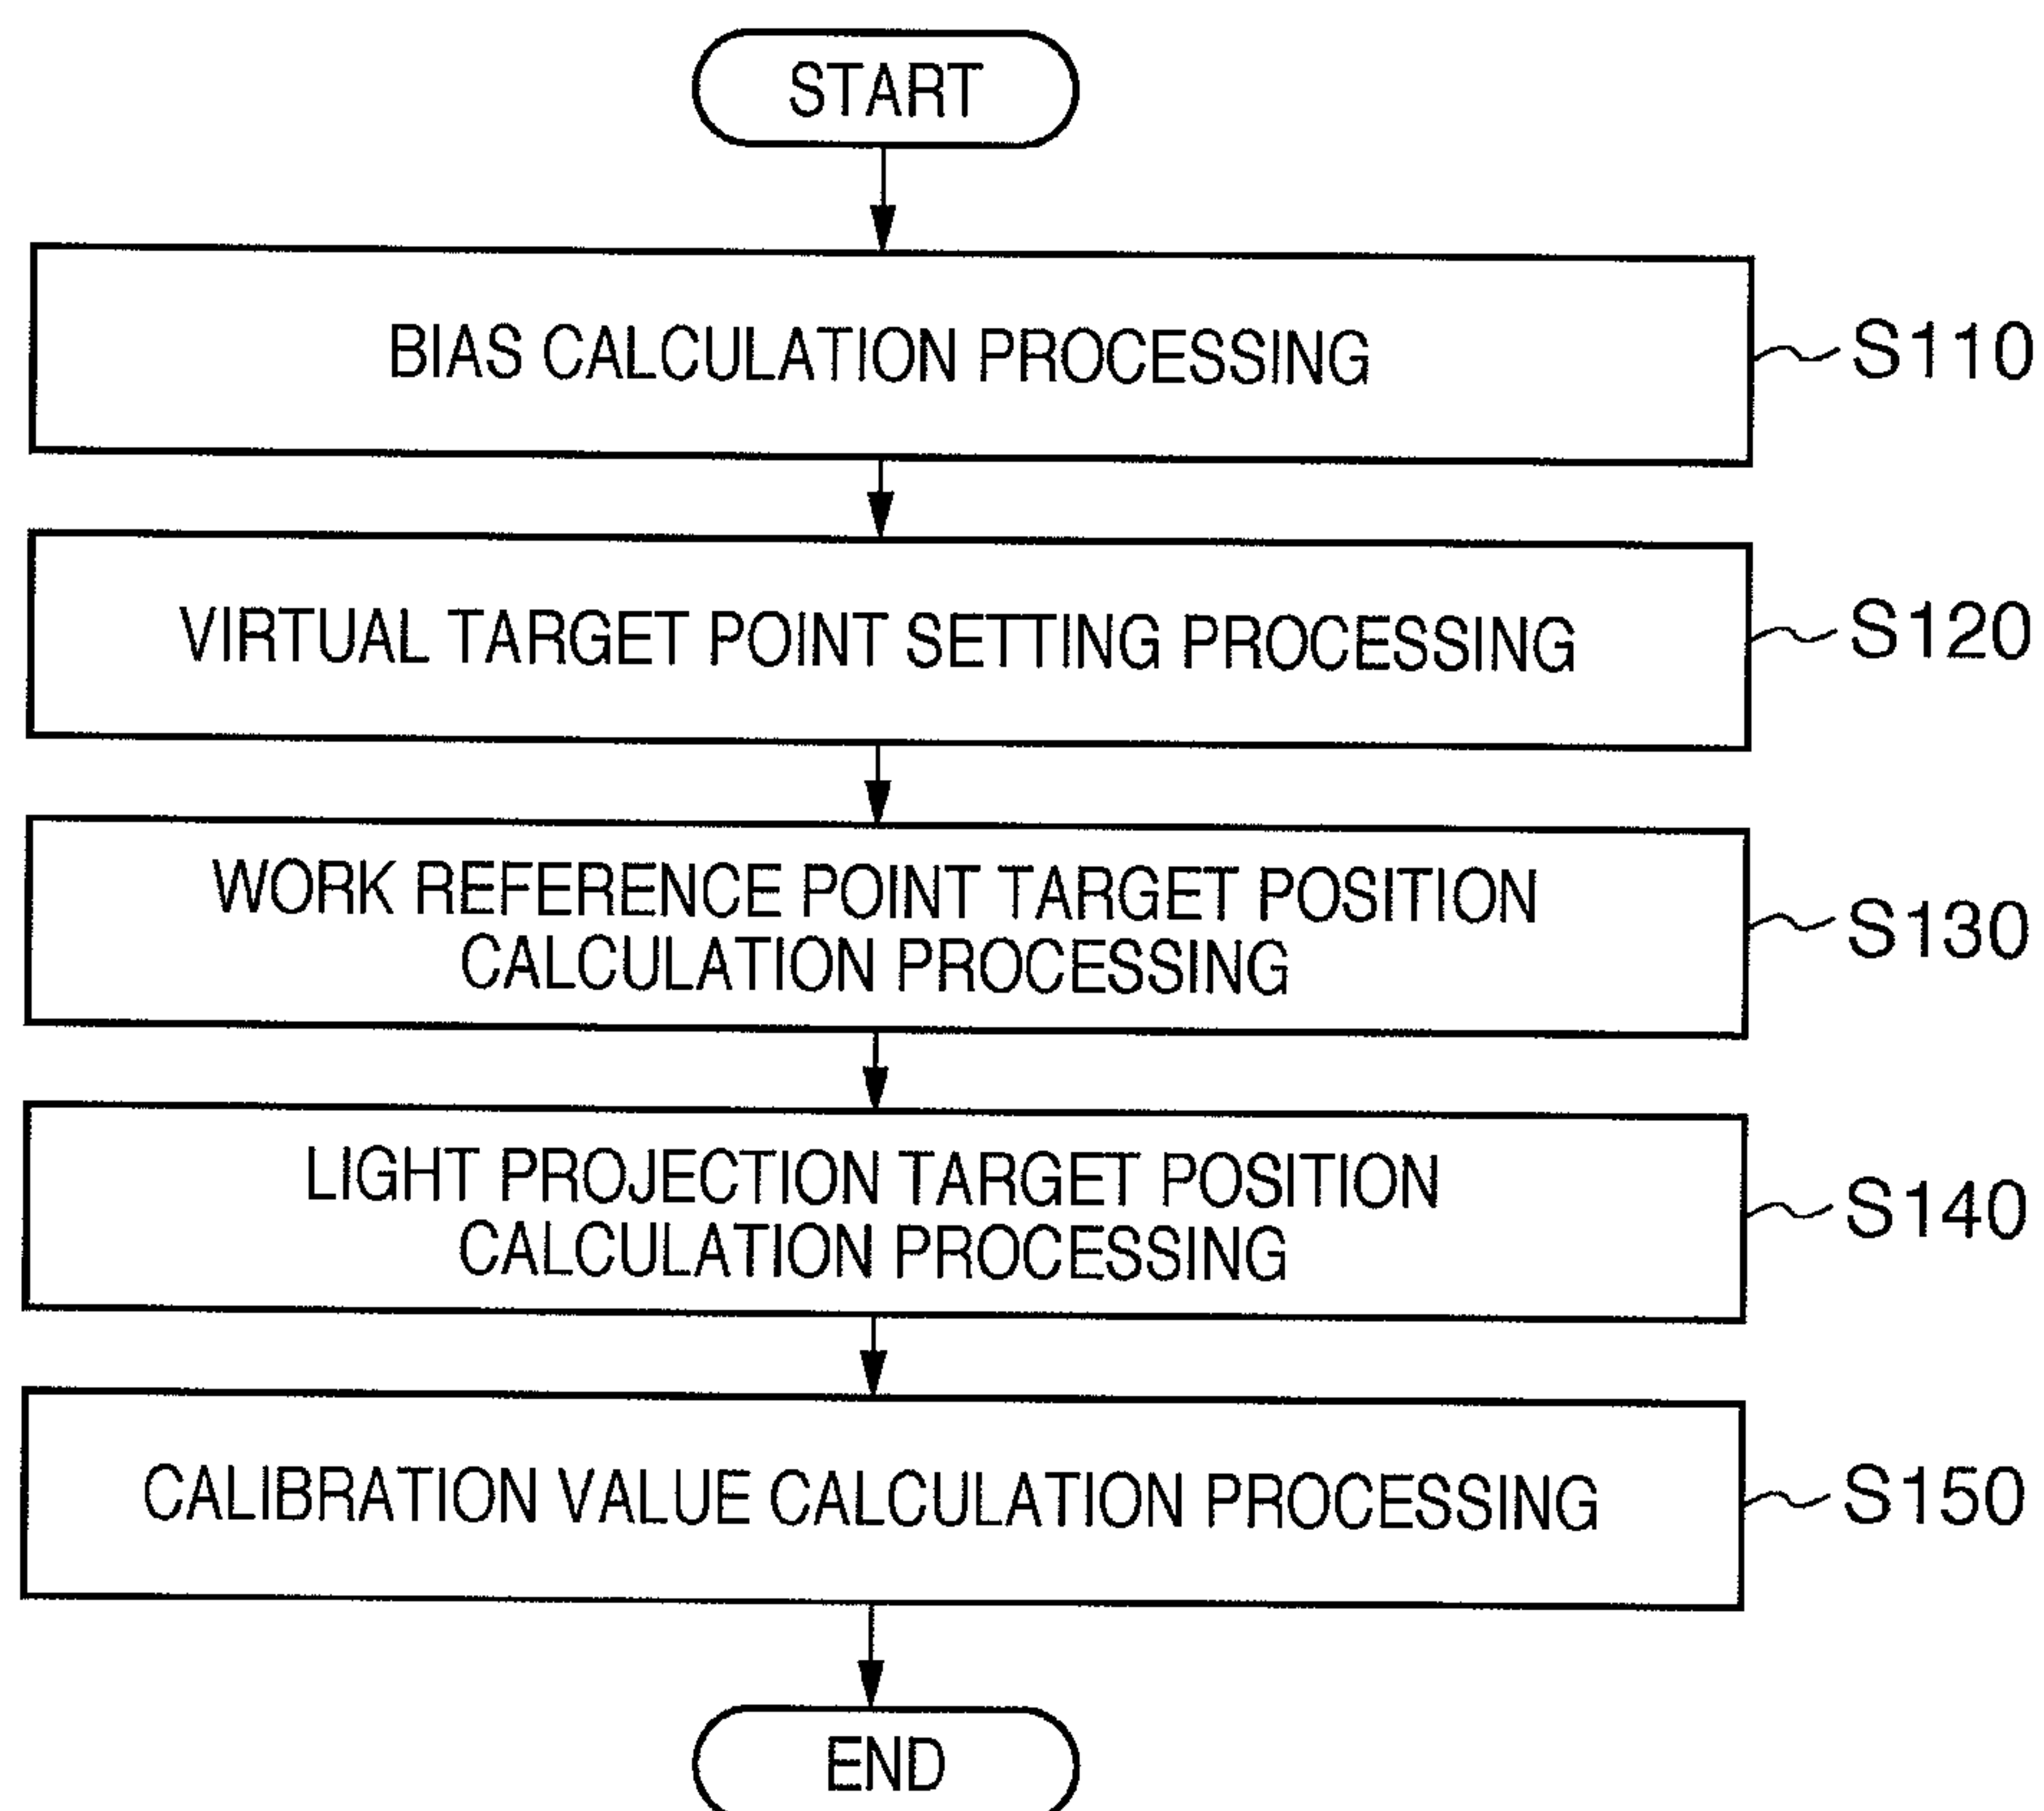 START
BIAS CALCULATION PROCESSING
S110
VIRTUAL TARGET POINT SETTING PROCESSING
S120
WORK REFERENCE POINT TARGET POSITION
CALCULATION PROCESSING
S130
LIGHT PROJECTION TARGET POSITION
CALCULATION PROCESSING
S140
CALIBRATION VALUE CALCULATION PROCESSING
S150
END